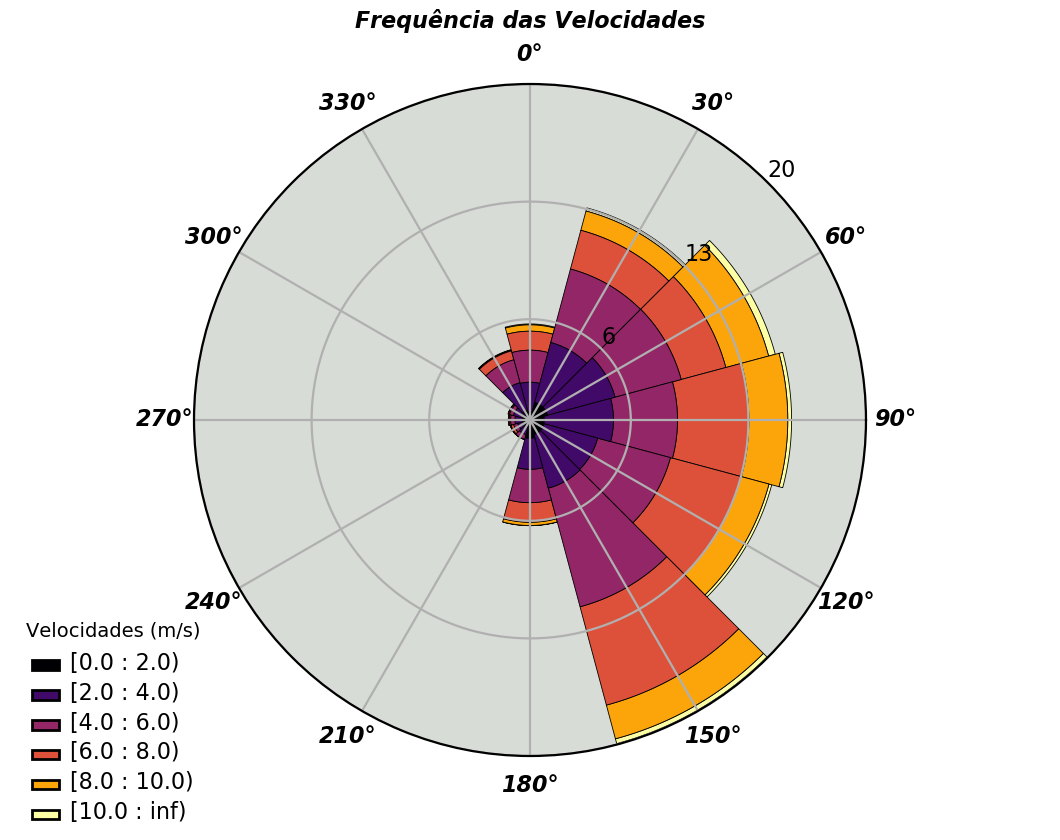 Frequência das Velocidades
0°
330°
30°
20
300°
60°
13
6
270°
90°
240°
120°
210°
150°
180°
Velocidades (m/s)
[0.0 : 2.0)
[2.0 : 4.0)
[4.0 : 6.0)
[6.0 : 8.0)
[8.0 : 10.0)
[10.0 : inf)